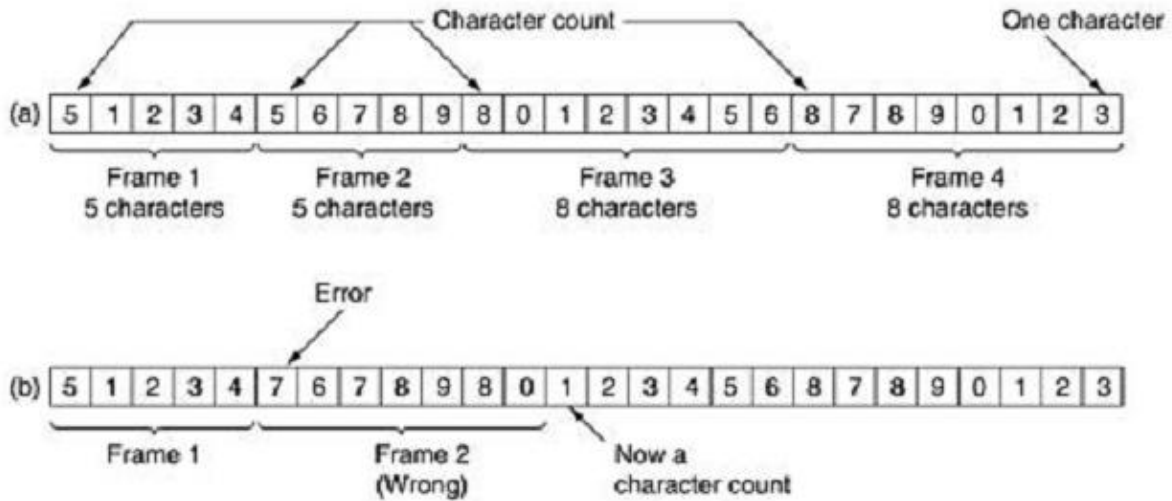 Character count
One character
(a) 5 1 2 3 4 5 6 7 8 9 8 0 1 2 3 4 5 6 8 7 8 9 0 1 2 3
Frame 1
5 characters
Frame 2
5 characters
Frame 3
8 characters
Frame 4
8 characters
Error
(b) 5 1 2 3 4 7 6 7 8 9 8 0 1 2 3 4 5 6 8 7 8 9 0 1 2 3
Frame 1
Frame 2
(Wrong)
Now a
character count